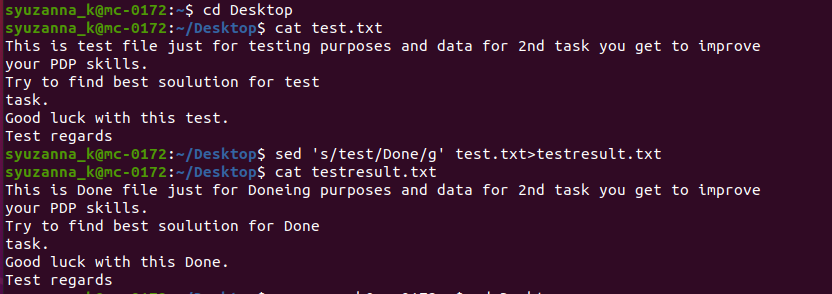 syuzanna_k@mc-0172:~$ cd Desktop
syuzanna_k@mc-0172:~/Desktop$ cat test.txt
This is test file just for testing purposes and data for 2nd task you get to improve
your PDP skills.
Try to find best soulution for test
task.
Good luck with this test.
Test regards
syuzanna_k@mc-0172:~/Desktop$ sed 's/test/Done/g' test.txt>testresult.txt
syuzanna_k@mc-0172:~/Desktop$ cat testresult.txt
This is Done file just for Doneing purposes and data for 2nd task you get to improve
your PDP skills.
Try to find best soulution for Done
task.
Good luck with this Done.
Test regards